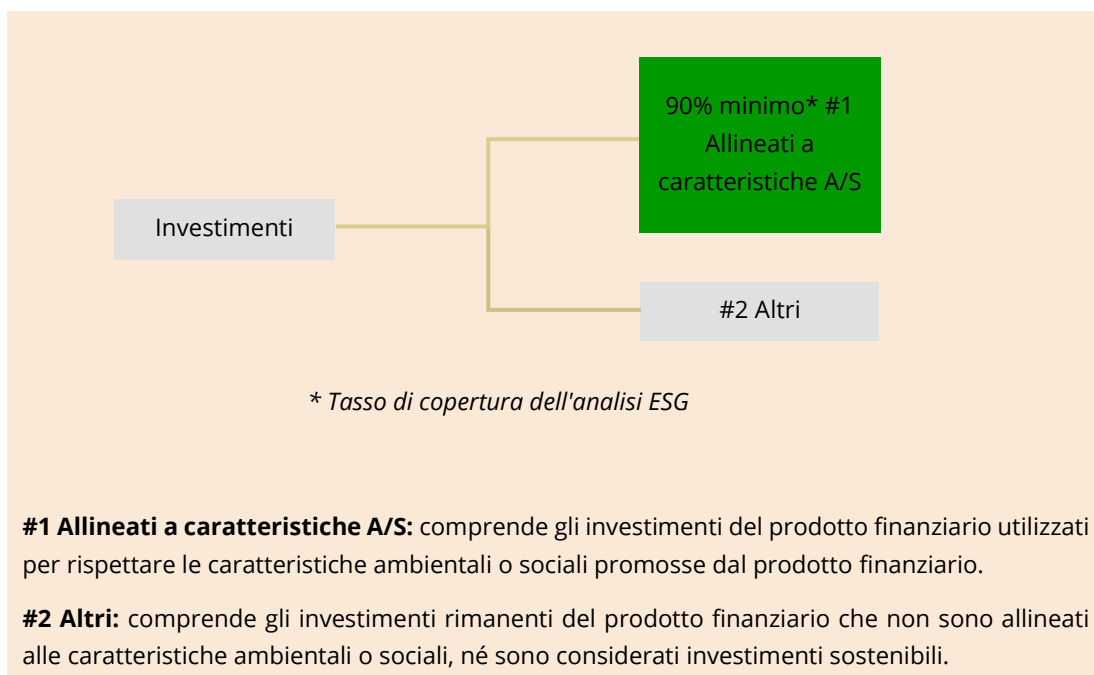 90% minimo* #1
Allineati a
caratteristiche A/S
Investimenti
#2 Altri
* Tasso di copertura dell'analisi ESG
#1 Allineati a caratteristiche A/S: comprende gli investimenti del prodotto finanziario utilizzati
per rispettare le caratteristiche ambientali o sociali promosse dal prodotto finanziario.
#2 Altri: comprende gli investimenti rimanenti del prodotto finanziario che non sono allineati
alle caratteristiche ambientali o sociali, né sono considerati investimenti sostenibili.